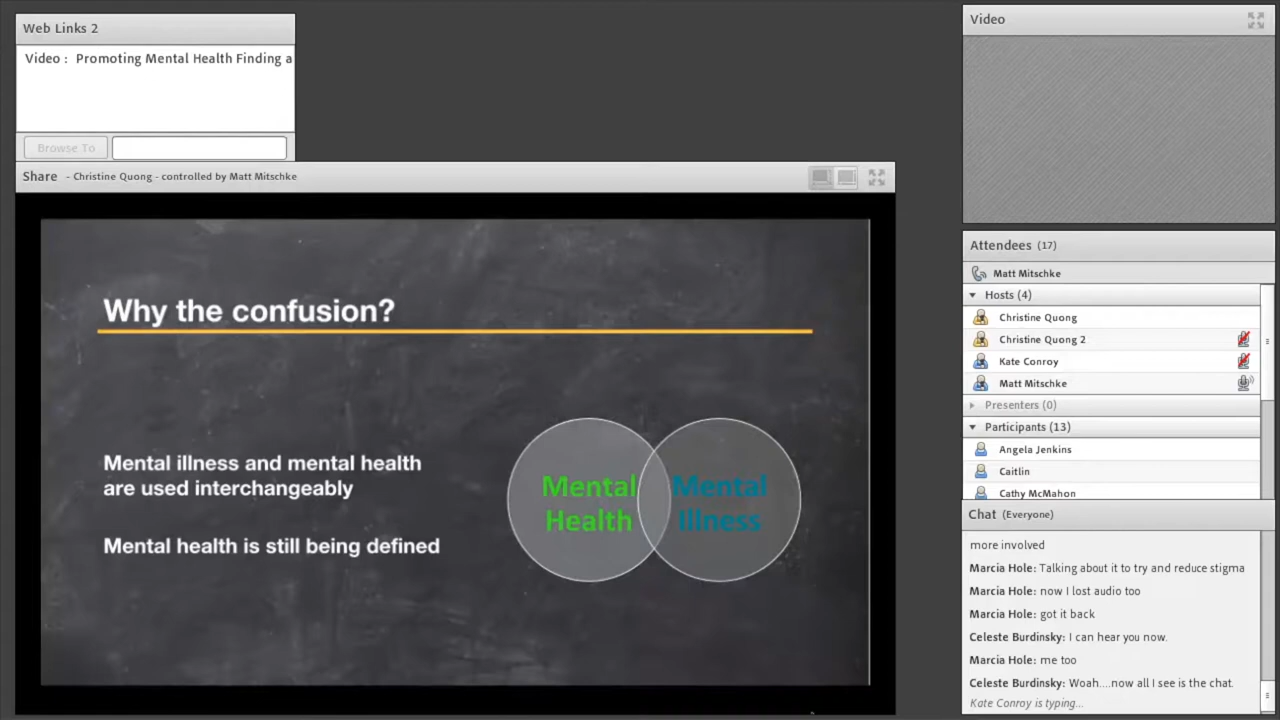 Web Links 2
Video : Promoting Mental Health Finding a
Browse To
Share - Christine Quong - controlled by Matt Mitschke
Why the confusion?
Mental illness and mental health
are used interchangeably
Mental health is still being defined
Mental
Health
Mental
Illness
Video
Attendees (17)
Matt Mitschke
Hosts (4)
Christine Quong
Christine Quong 2
Kate Conroy
Matt Mitschke
Presenters (0)
Participants (13)
Angela Jenkins
Caitlin
Cathy McMahon
Chat (Everyone)
more involved
Marcia Hole: Talking about it to try and reduce stigma
Marcia Hole: now I lost audio too
Marcia Hole: got it back
Celeste Burdinsky: I can hear you now.
Marcia Hole: me too
Celeste Burdinsky: Woah....now all I see is the chat.
Kate Conroy is typing...